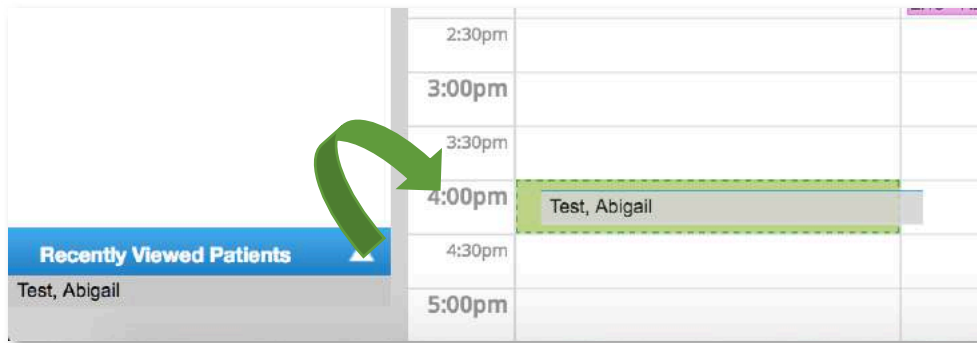 2:30pm
3:00pm
3:30pm
4:00pm
Test, Abigail
Recently Viewed Patients
4:30pm
Test, Abigail
5:00pm